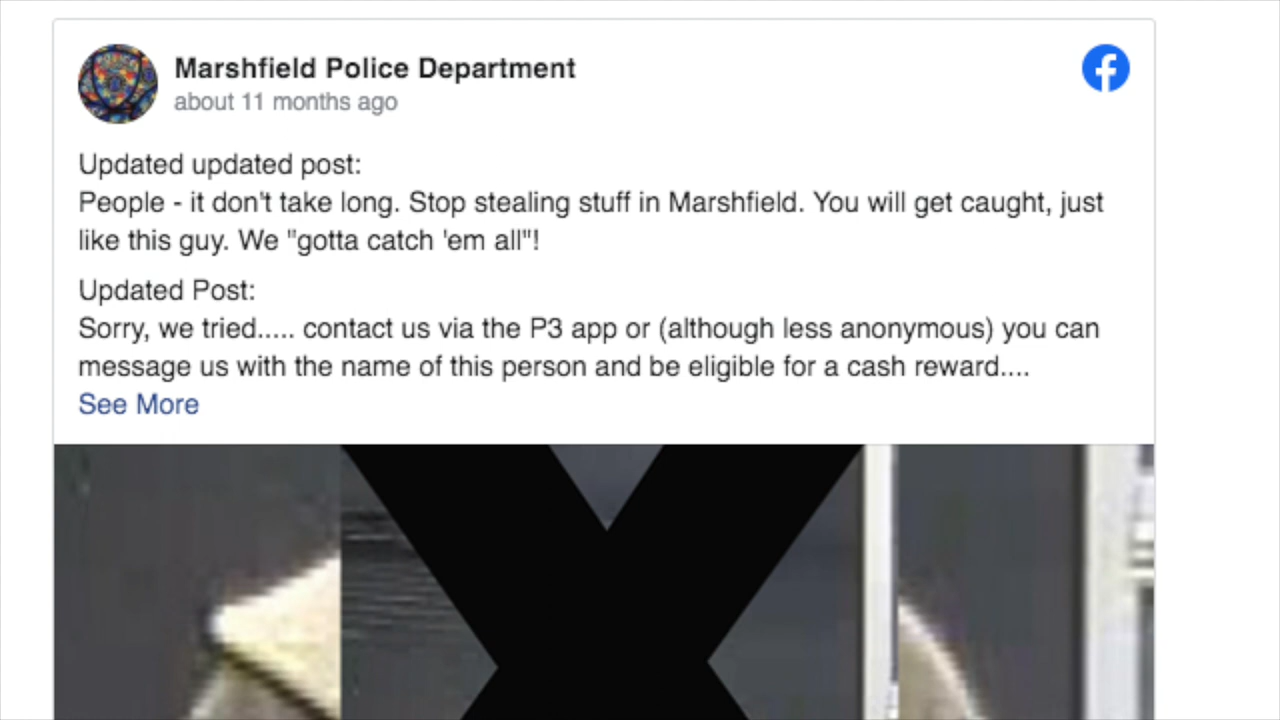 Marshfield Police Department
about 11 months ago
Updated updated post:
People - it don't take long. Stop stealing stuff in Marshfield. You will get caught, just
like this guy. We "gotta catch 'em all"!
Updated Post:
Sorry, we tried..... contact us via the P3 app or (although less anonymous) you can
message us with the name of this person and be eligible for a cash reward....
See More